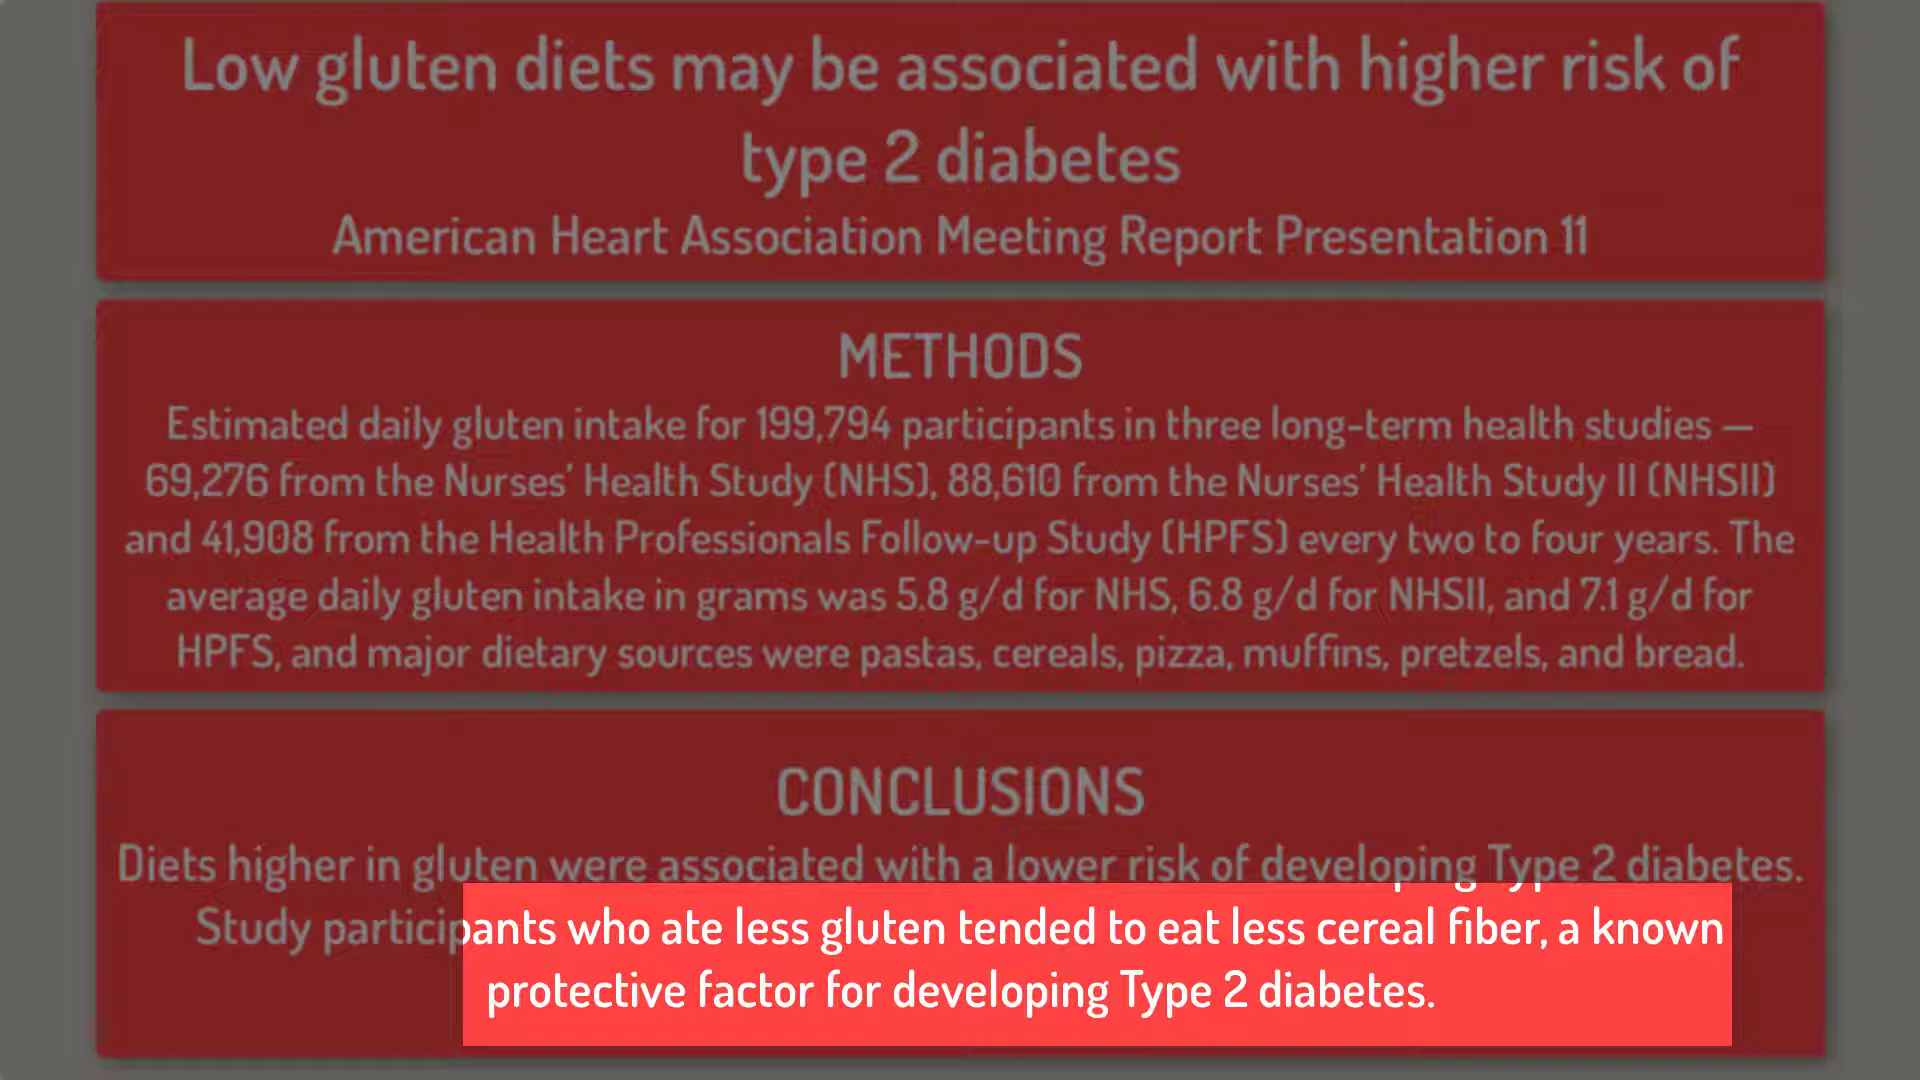 Low gluten diets may be associated with higher risk of
type 2 diabetes
American Heart Association Meeting Report Presentation 11
METHODS
Estimated daily gluten intake for 199,794 participants in three long-term health studies —
69,276 from the Nurses’ Health Study (NHS), 88,610 from the Nurses’ Health Study II (NHSII)
and 41,908 from the Health Professionals Follow-up Study (HPFS) every two to four years. The
average daily gluten intake in grams was 5.8 g/d for NHS, 6.8 g/d for NHSII, and 7.1 g/d for
HPFS, and major dietary sources were pastas, cereals, pizza, muffins, pretzels, and bread.
CONCLUSIONS
Diets higher in gluten were associated with a lower risk of developing Type 2 diabetes.
Study participants who ate less gluten tended to eat less cereal fiber, a known
protective factor for developing Type 2 diabetes.